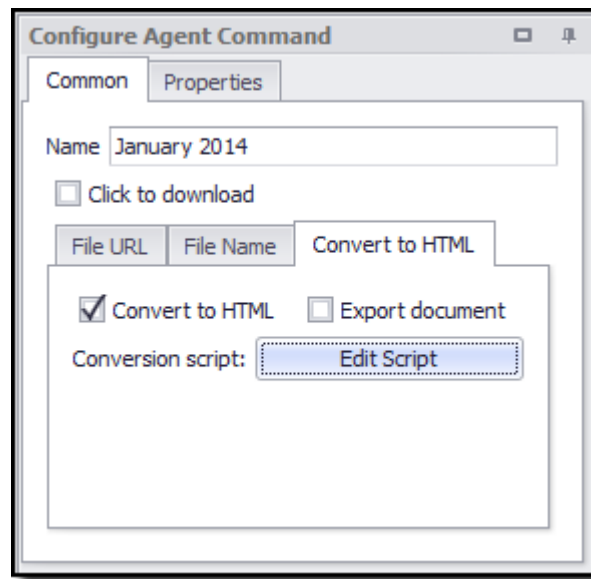 Configure Agent Command
Common Properties
Name January 2014
Click to download
File URL File Name Convert to HTML
Convert to HTML Export document
Conversion script: Edit Script